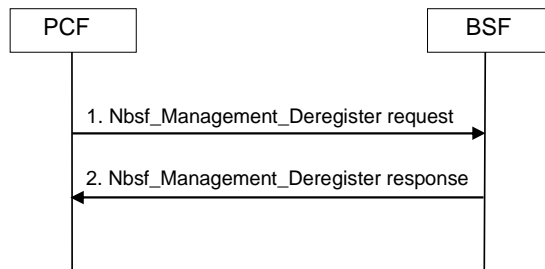 PCF
BSF
1. Nbsf_Management_Deregister request
2. Nbsf_Management_Deregister response